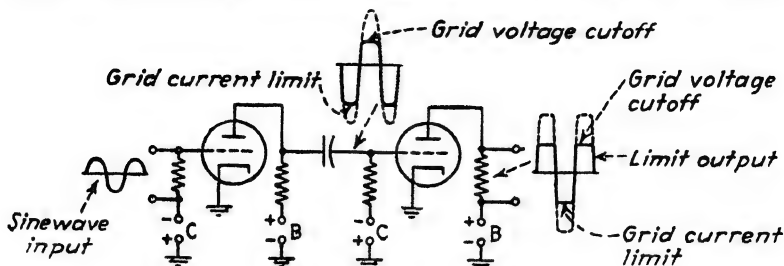 Grid voltage cutoff
Grid current limit
Grid voltage
cutoff
Limit output
Sinewave
input
- C +
+ B -
- C +
+ B -
Grid current
limit